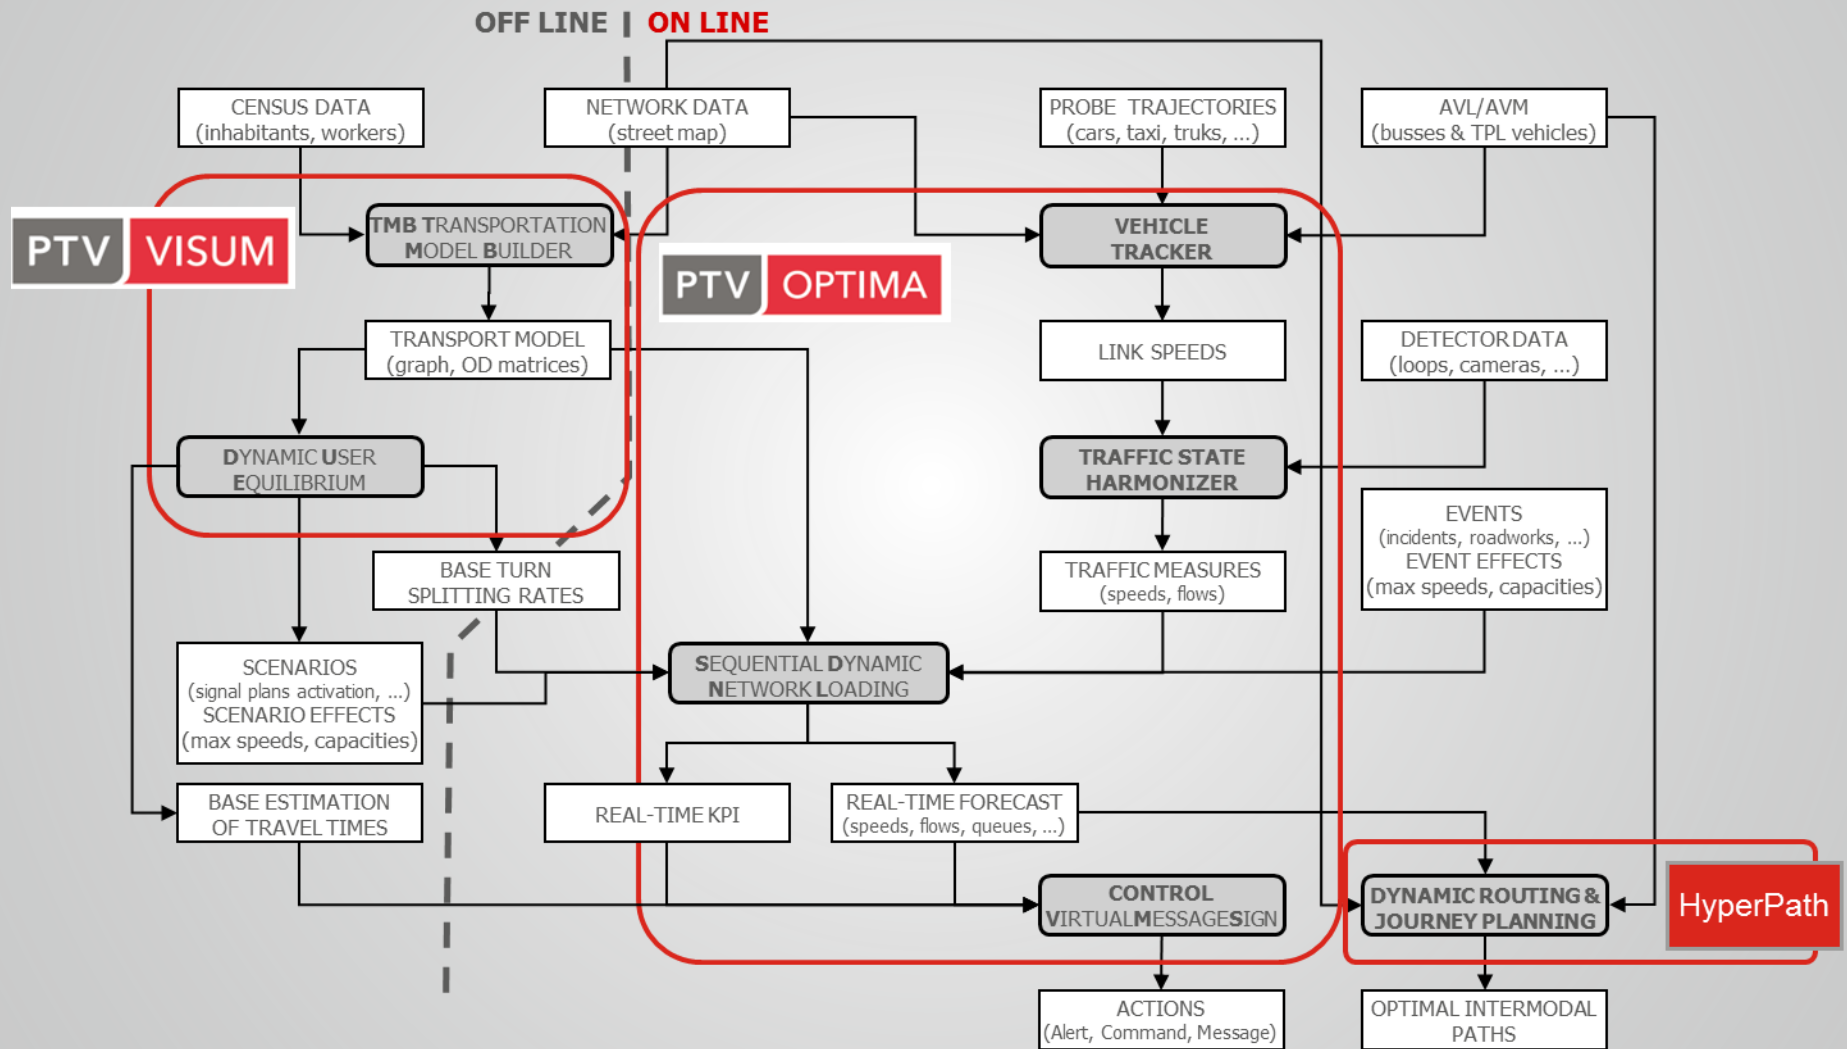 OFF LINE
ON LINE
CENSUS DATA
(inhabitants, workers)
NETWORK DATA
(street map)
PROBE TRAJECTORIES
(cars, taxi, truks, ...)
AVL/AVM
(busses & TPL vehicles)
PTV VISUM
TMB TRANSPORTATION
MODEL BUILDER
PTV OPTIMA
VEHICLE
TRACKER
TRANSPORT MODEL
(graph, OD matrices)
LINK SPEEDS
DETECTOR DATA
(loops, cameras, ...)
DYNAMIC USER
EQUILIBRIUM
TRAFFIC STATE
HARMONIZER
EVENTS
(incidents, roadworks, ...)
EVENT EFFECTS
(max speeds, capacities)
BASE TURN
SPLITTING RATES
TRAFFIC MEASURES
(speeds, flows)
SCENARIOS
(signal plans activation, ...)
SCENARIO EFFECTS
(max speeds, capacities)
SEQUENTIAL DYNAMIC
NETWORK LOADING
BASE ESTIMATION
OF TRAVEL TIMES
REAL-TIME KPI
REAL-TIME FORECAST
(speeds, flows, queues, ...)
CONTROL
VIRTUALMESSAGESIGN
DYNAMIC ROUTING &
JOURNEY PLANNING
HyperPath
ACTIONS
(Alert, Command, Message)
OPTIMAL INTERMODAL
PATHS